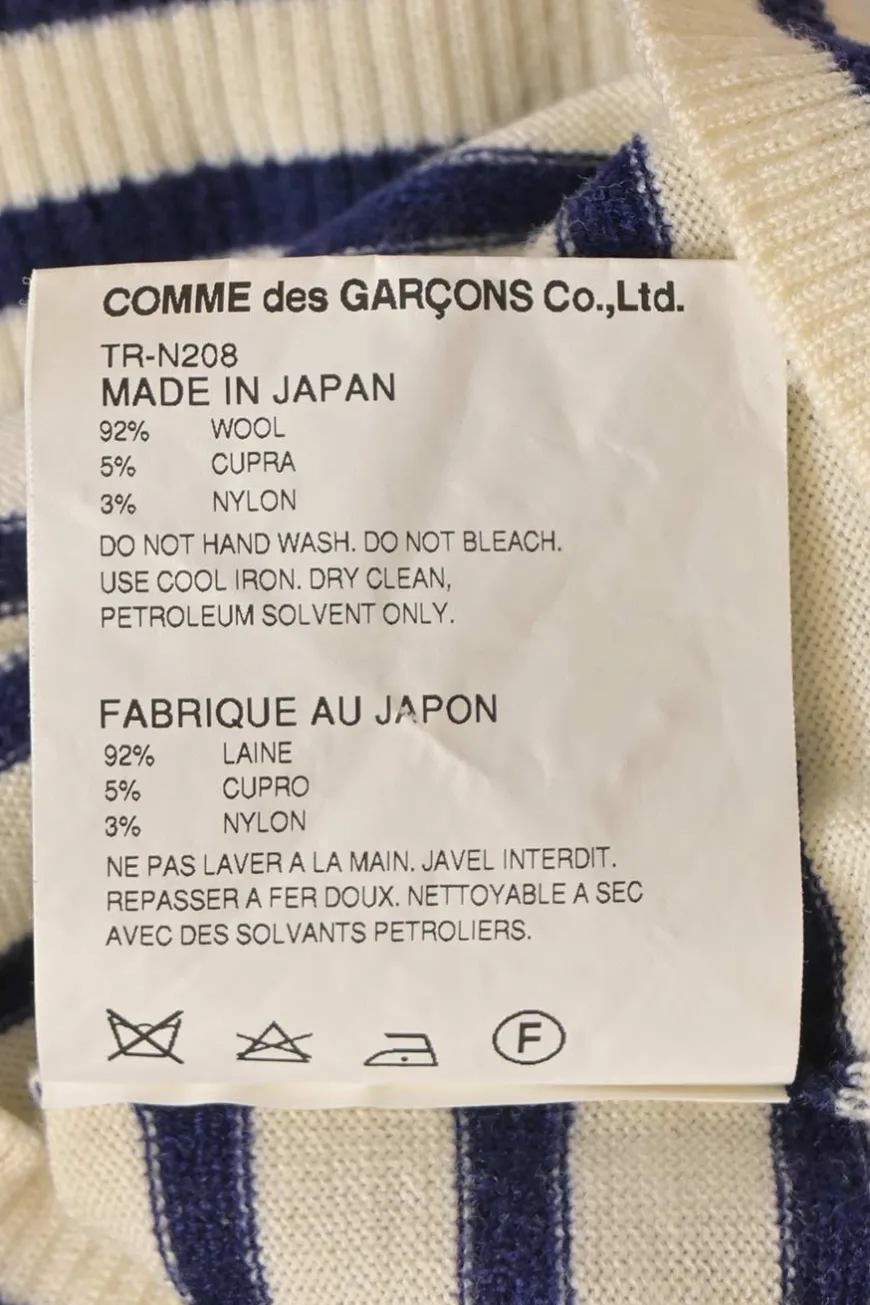 COMME des GARÇONS Co.,Ltd.
TR-N208
MADE IN JAPAN
92% WOOL
5% CUPRA
3% NYLON
DO NOT HAND WASH. DO NOT BLEACH.
USE COOL IRON. DRY CLEAN,
PETROLEUM SOLVENT ONLY.
FABRIQUE AU JAPON
92% LAINE
5% CUPRO
3% NYLON
NE PAS LAVER A LA MAIN. JAVEL INTERDIT.
REPASSER A FER DOUX. NETTOYABLE A SEC
AVEC DES SOLVANTS PETROLIERS.
F